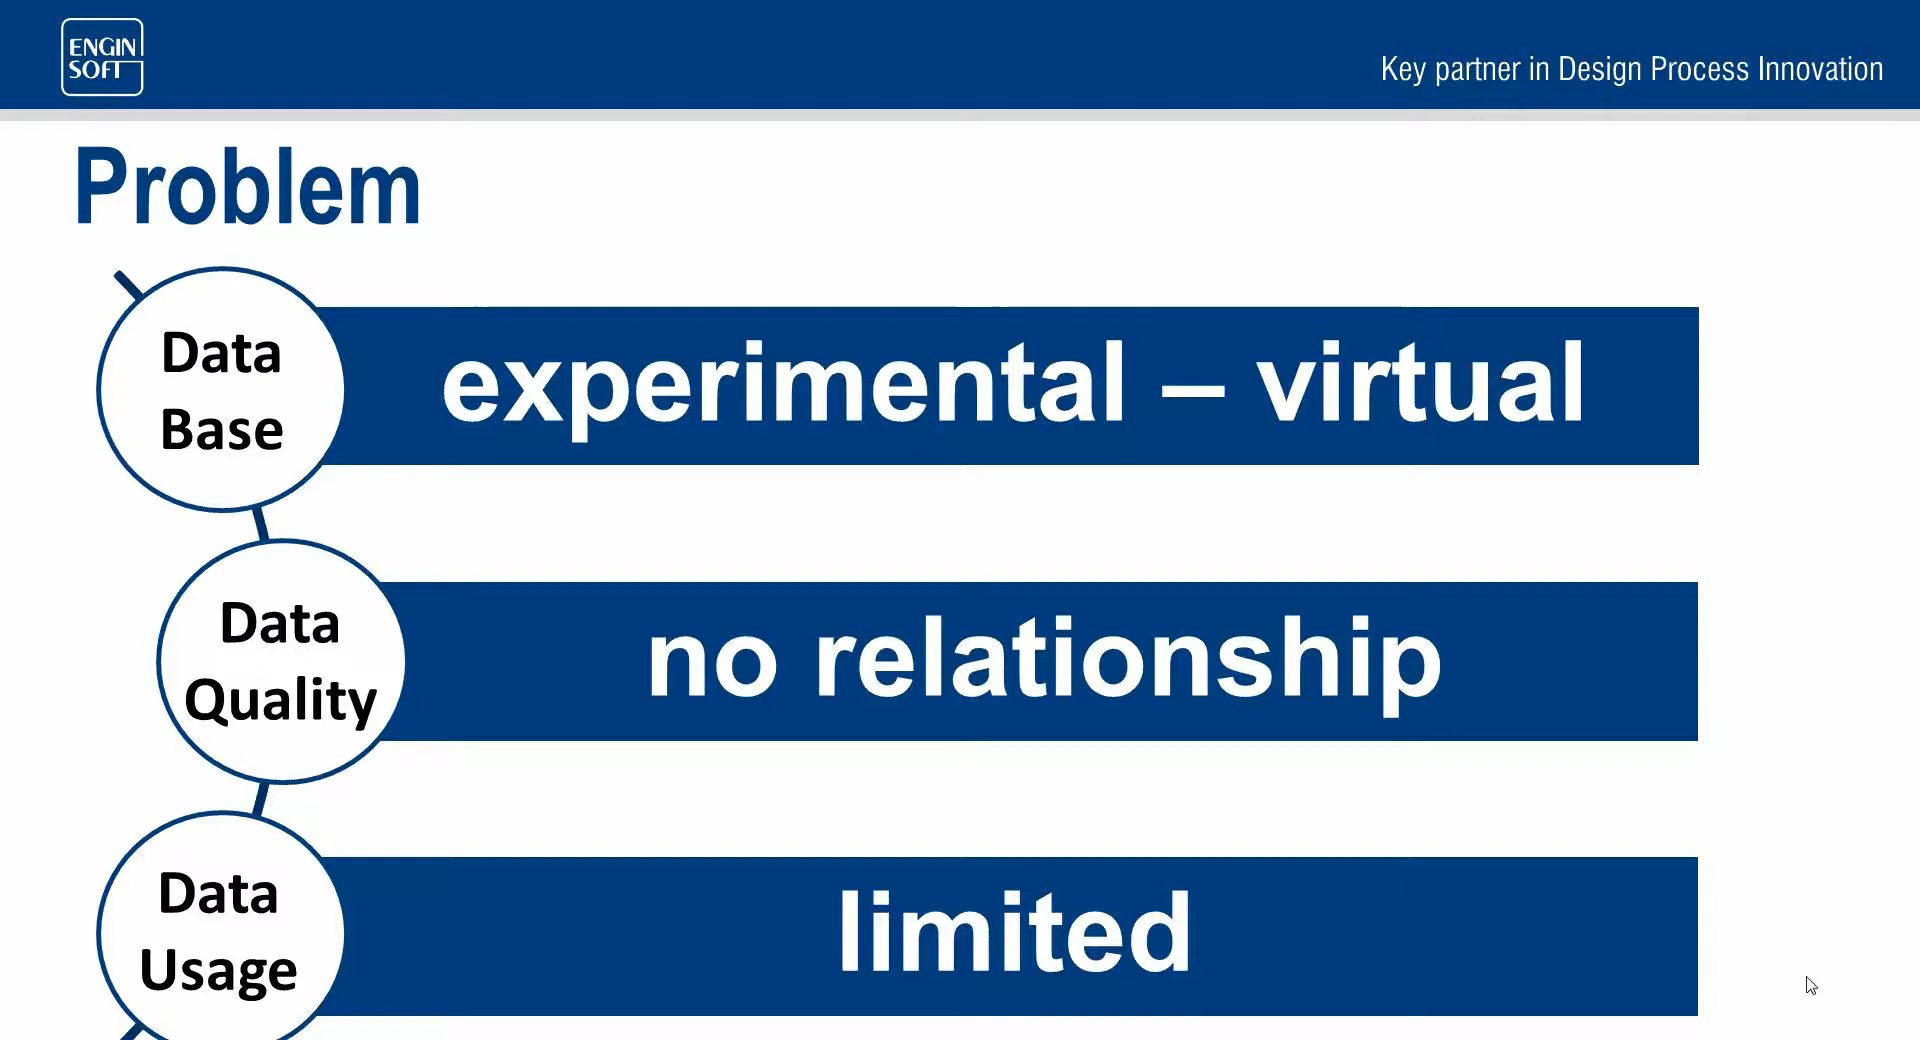 ENGIN
SOFT
Key partner in Design Process Innovation
Problem
Data
Base
experimental – virtual
Data
Quality
no relationship
Data
Usage
limited